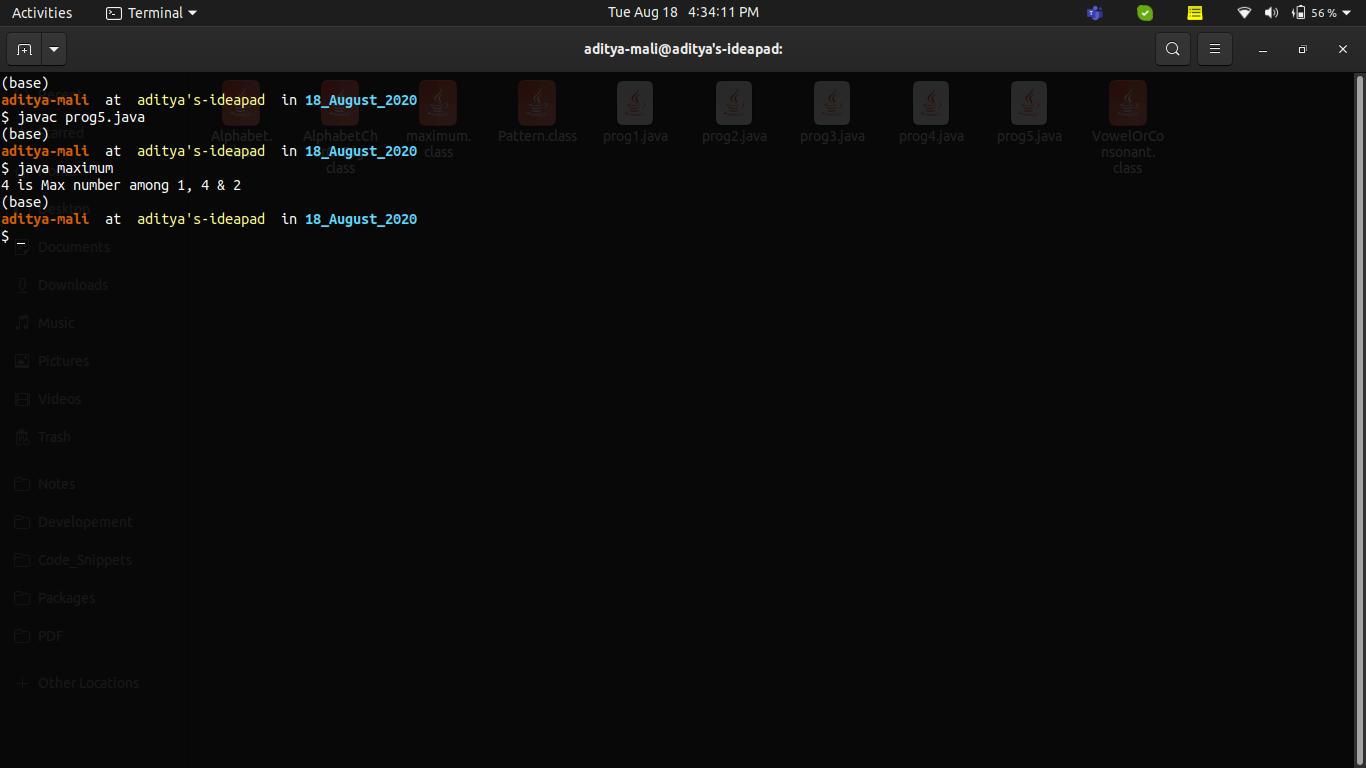 Activities Terminal Tue Aug 18 4:34:11 PM 56 %
aditya-mali@aditya's-ideapad:
(base)
aditya-mali at aditya's-ideapad in 18_August_2020
$ javac prog5.java
(base)
aditya-mali at aditya's-ideapad in 18_August_2020
$ java maximum
4 is Max number among 1, 4 & 2
(base)
aditya-mali at aditya's-ideapad in 18_August_2020
$ _
Alphabet. AlphabetCh maximum. Pattern.class prog1.java prog2.java prog3.java prog4.java prog5.java VowelOrCo
class nsonant.
class class
Desktop
Documents
Downloads
Music
Pictures
Videos
Trash
Notes
Developement
Code_Snippets
Packages
PDF
Other Locations